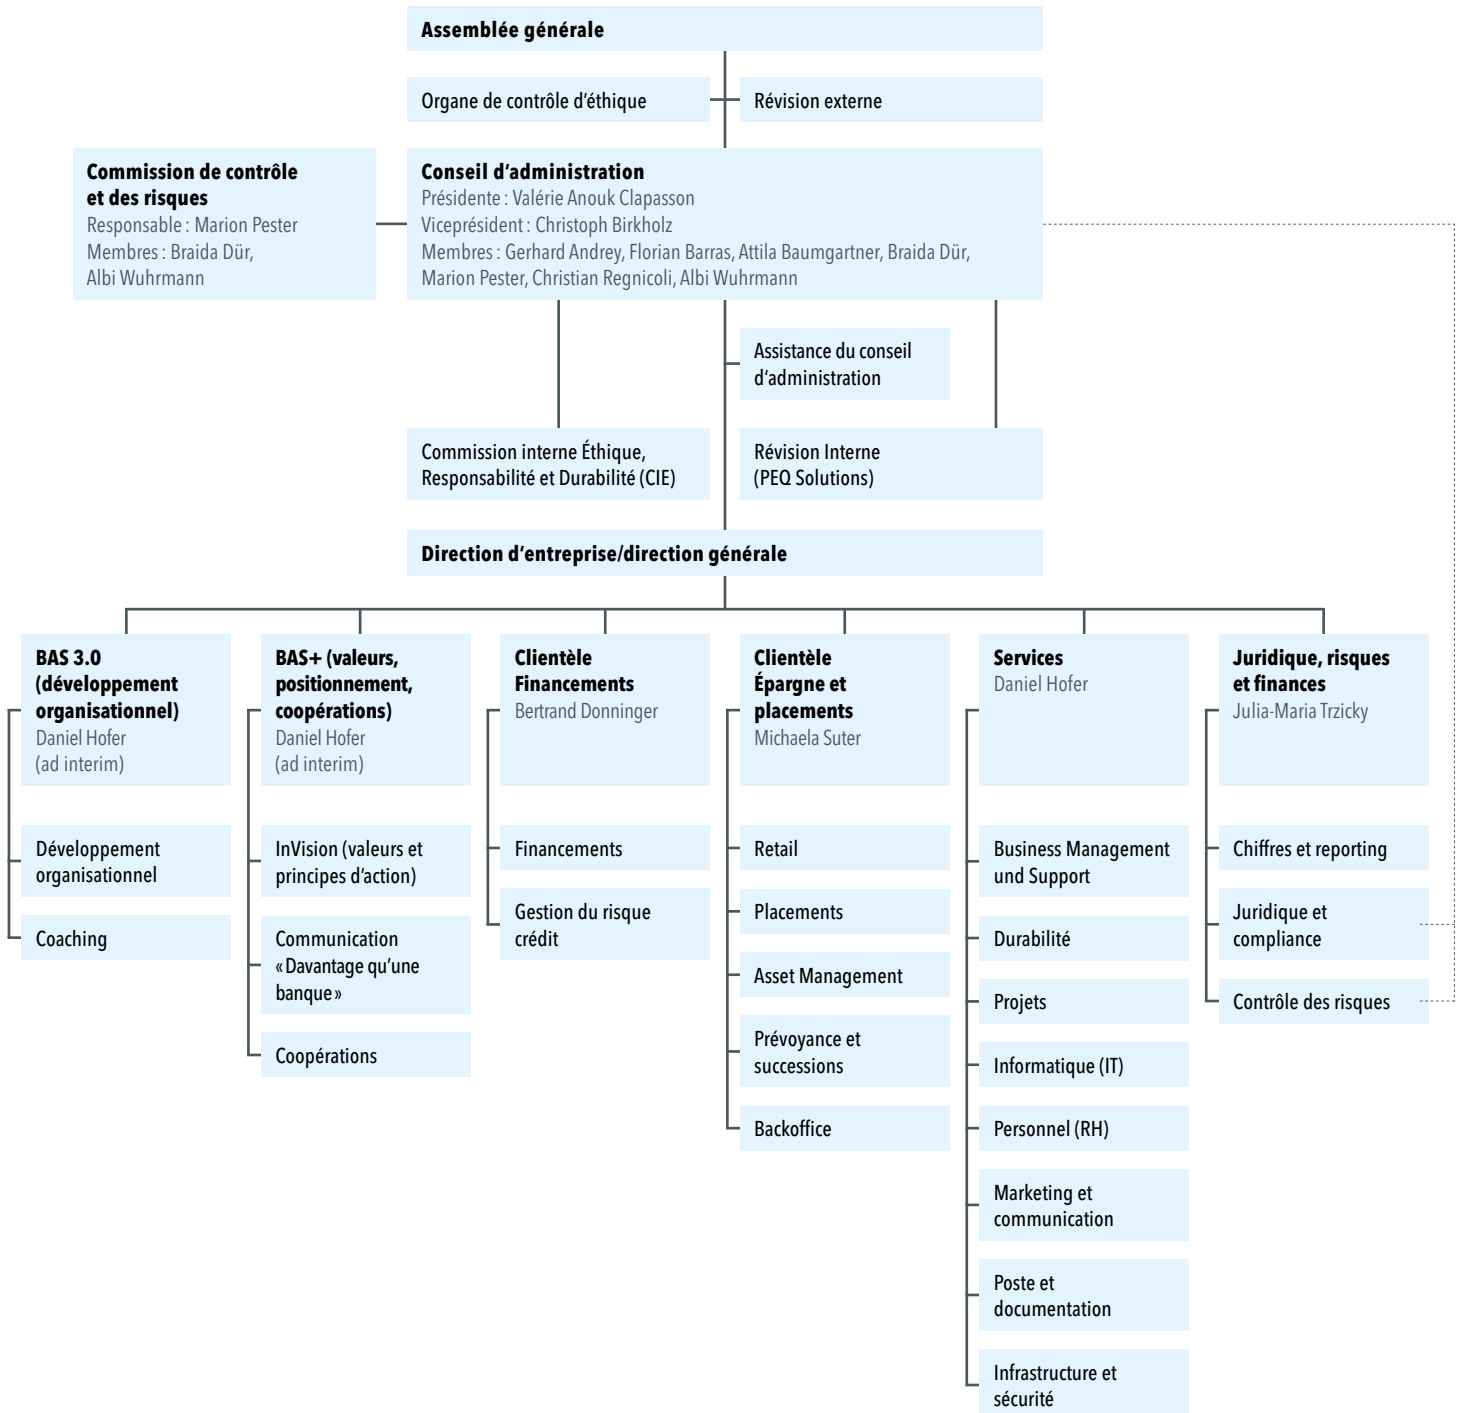 Assemblée générale
Organe de contrôle d'éthique
Révision externe
Commission de contrôle
et des risques
Responsable : Marion Pester
Membres : Braida Dür,
Albi Wuhrmann
Conseil d'administration
Présidente : Valérie Anouk Clapasson
Viceprésident : Christoph Birkholz
Membres : Gerhard Andrey, Florian Barras, Attila Baumgartner, Braida Dür,
Marion Pester, Christian Regnicoli, Albi Wuhrmann
Assistance du conseil
d'administration
Commission interne Éthique,
Responsabilité et Durabilité (CIE)
Révision Interne
(PEQ Solutions)
Direction d'entreprise/direction générale
BAS 3.0
(développement
organisationnel)
Daniel Hofer
(ad interim)
Développement
organisationnel
Coaching
BAS+ (valeurs,
positionnement,
coopérations)
Daniel Hofer
(ad interim)
InVision (valeurs et
principes d'action)
Communication
«Davantage qu'une
banque»
Coopérations
Clientèle
Financements
Bertrand Donninger
Financements
Gestion du risque
crédit
Clientèle
Épargne et
placements
Michaela Suter
Retail
Placements
Asset Management
Prévoyance et
successions
Backoffice
Services
Daniel Hofer
Business Management
und Support
Durabilité
Projets
Informatique (IT)
Personnel (RH)
Marketing et
communication
Poste et
documentation
Infrastructure et
sécurité
Juridique, risques
et finances
Julia-Maria Trzicky
Chiffres et reporting
Juridique et
compliance
Contrôle des risques